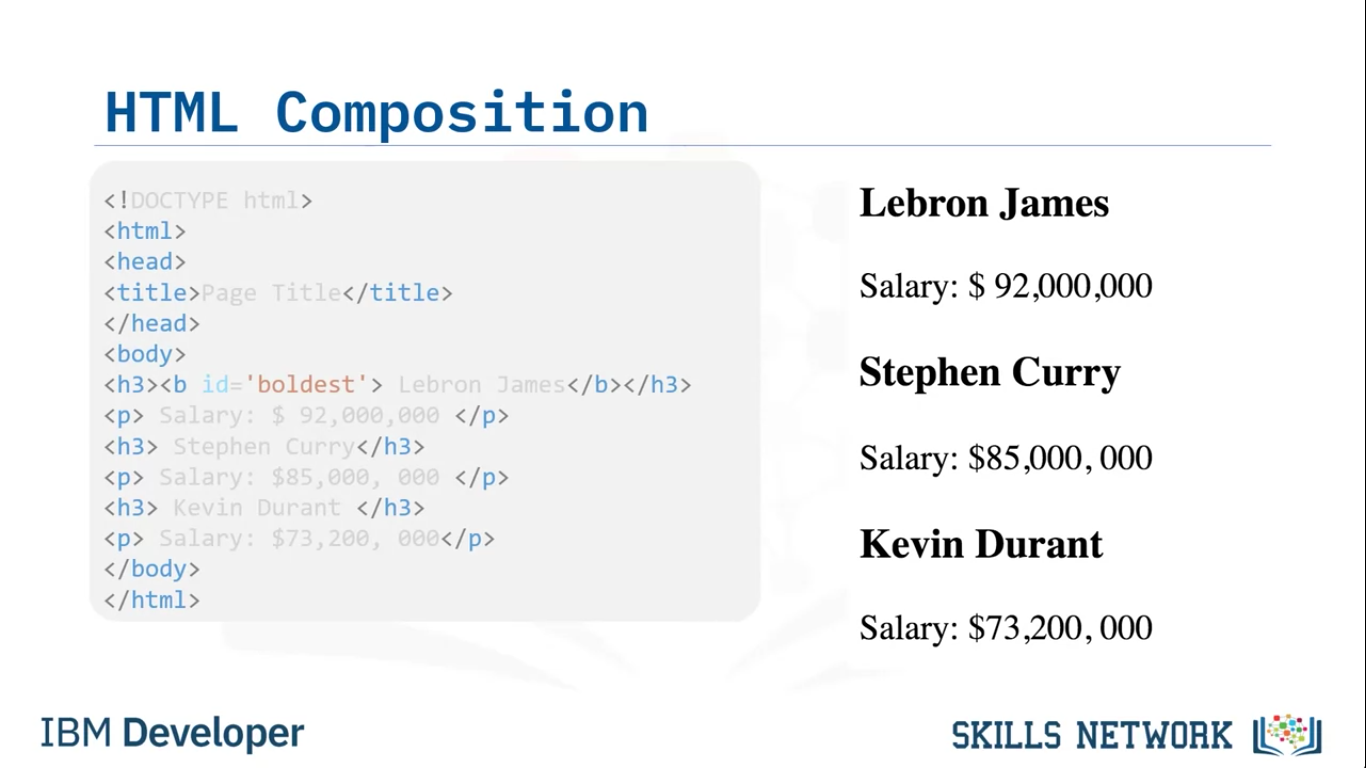 HTML Composition
<!DOCTYPE html>
<html>
<head>
<title>Page Title</title>
</head>
<body>
<h3><b id='boldest'> Lebron James</b></h3>
<p> Salary: $ 92,000,000 </p>
<h3> Stephen Curry</h3>
<p> Salary: $85,000, 000 </p>
<h3> Kevin Durant </h3>
<p> Salary: $73,200, 000</p>
</body>
</html>
Lebron James
Salary: $ 92,000,000
Stephen Curry
Salary: $85,000, 000
Kevin Durant
Salary: $73,200, 000
IBM Developer
SKILLS NETWORK